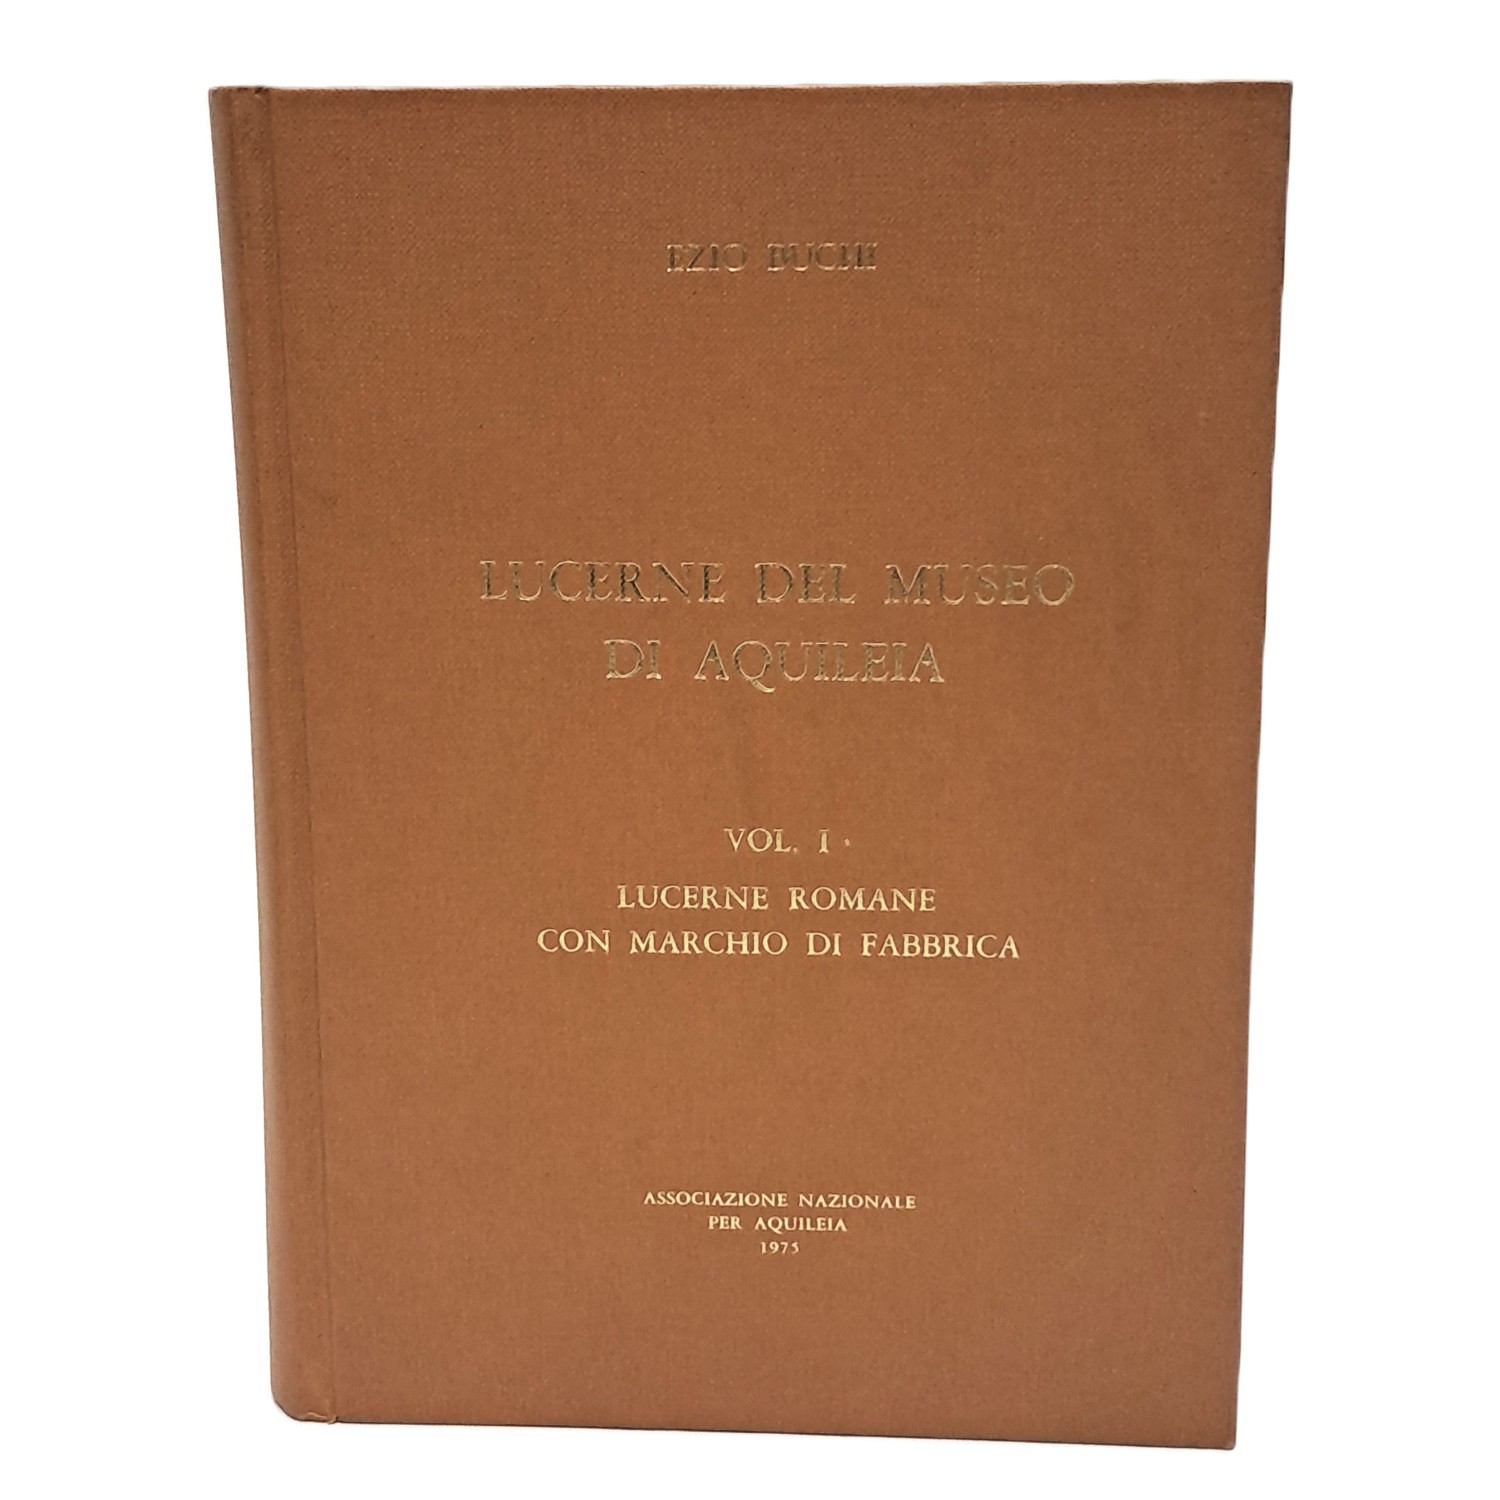 EZIO BUCHI
LUCERNE DEL MUSEO
DI AQUILEIA
VOL. I
LUCERNE ROMANE
CON MARCHIO DI FABBRICA
ASSOCIAZIONE NAZIONALE
PER AQUILEIA
1975